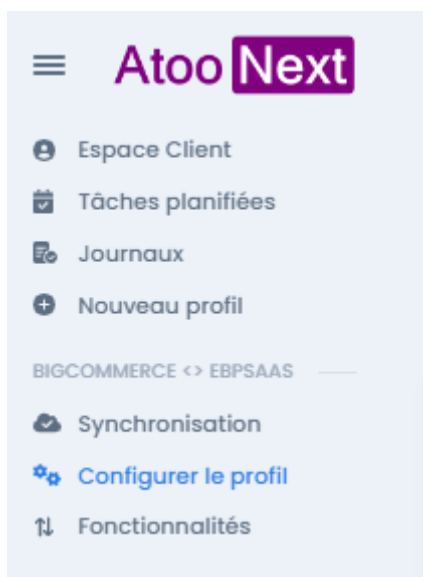 Atoo Next
Espace Client
Tâches planifiées
Journaux
Nouveau profil
BIGCOMMERCE <> EBPSAAS
Synchronisation
Configurer le profil
Fonctionnalités